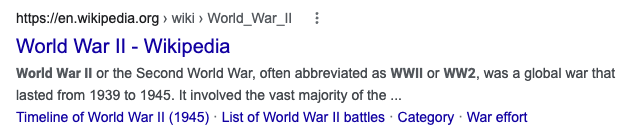 https://en.wikipedia.org › wiki › World_War_II
World War II - Wikipedia
World War II or the Second World War, often abbreviated as WWII or WW2, was a global war that
lasted from 1939 to 1945. It involved the vast majority of the ...
Timeline of World War II (1945) · List of World War II battles · Category · War effort